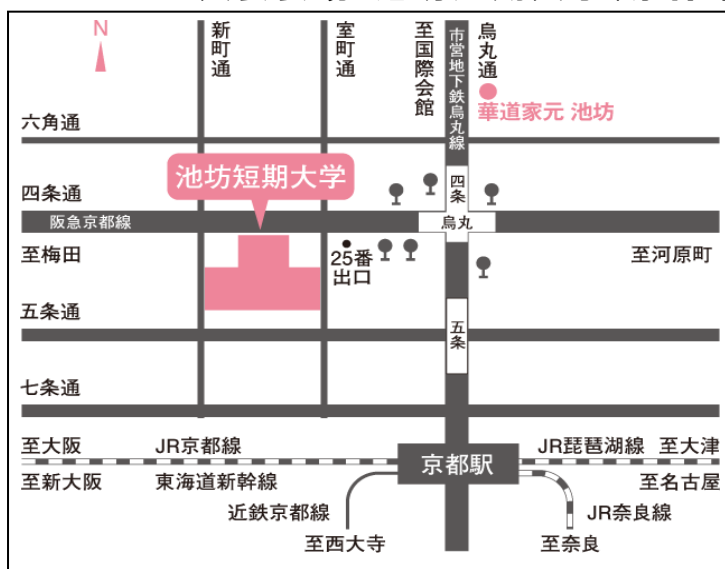 N
新町通
室町通
至国際会館
市営地下鉄烏丸線
烏丸通
華道家元 池坊
六角通
池坊短期大学
四条通
四条
阪急京都線
烏丸
至梅田
25番
出口
至河原町
五条通
五条
七条通
至大阪
JR京都線
JR琵琶湖線
至大津
京都駅
至新大阪
東海道新幹線
至名古屋
近鉄京都線
JR奈良線
至西大寺
至奈良